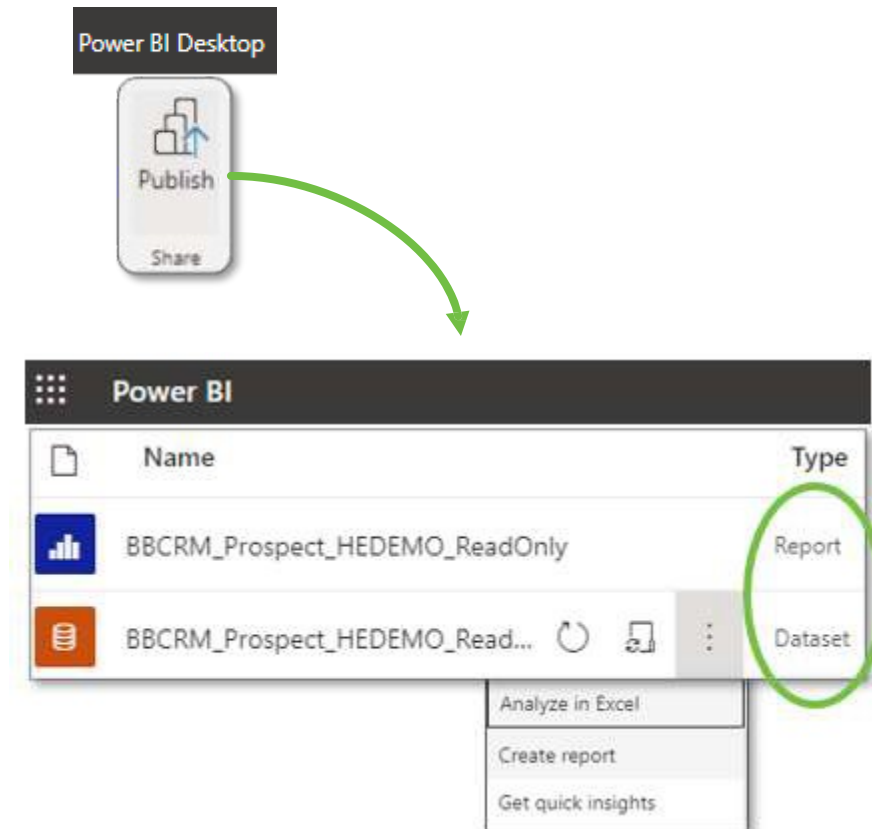 Power BI Desktop
Publish
Share
Power BI
Name Type
BBCRM_Prospect_HEDEMO_ReadOnly Report
BBCRM_Prospect_HEDEMO_Read... Dataset
Analyze in Excel
Create report
Get quick insights